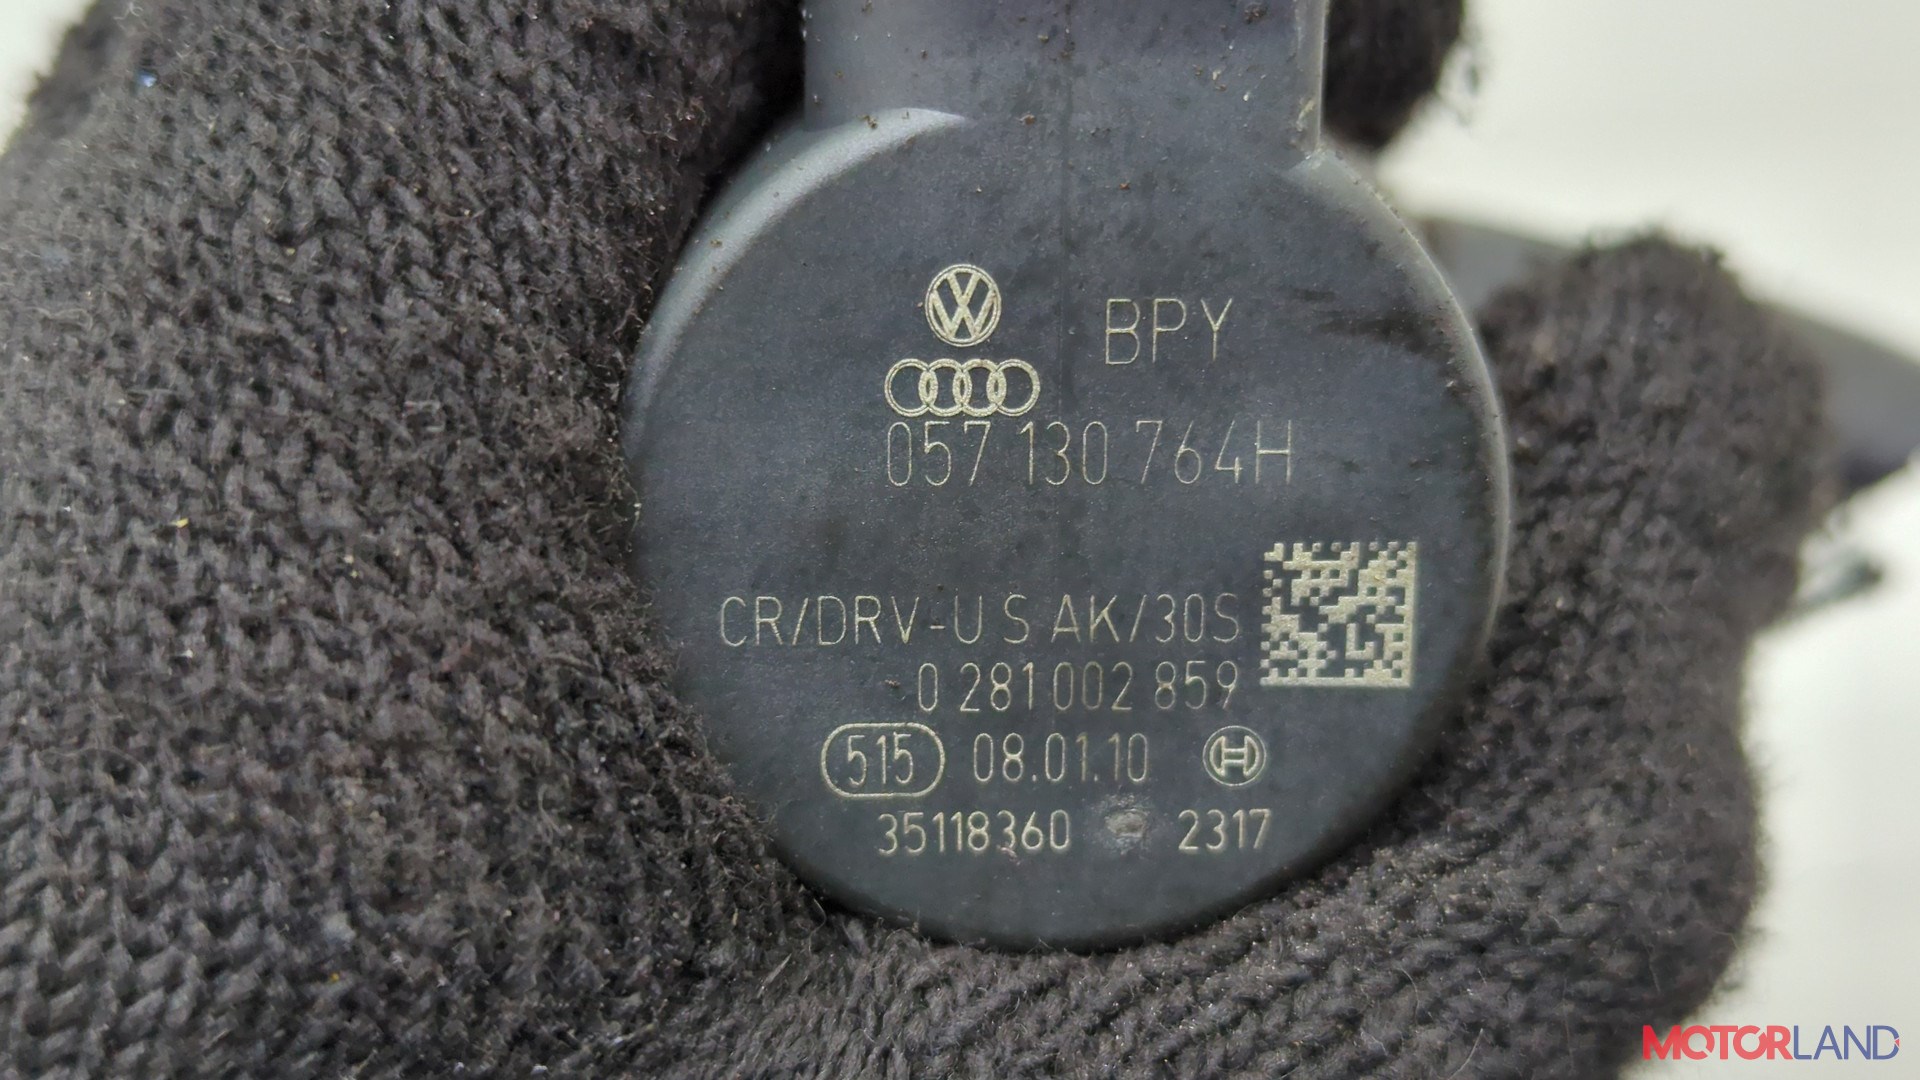 BPY
057 130 764H
CR/DRV-U S AK/30S
0 281 002 859
515 08.01.10
35118360 2317
MOTORLAND